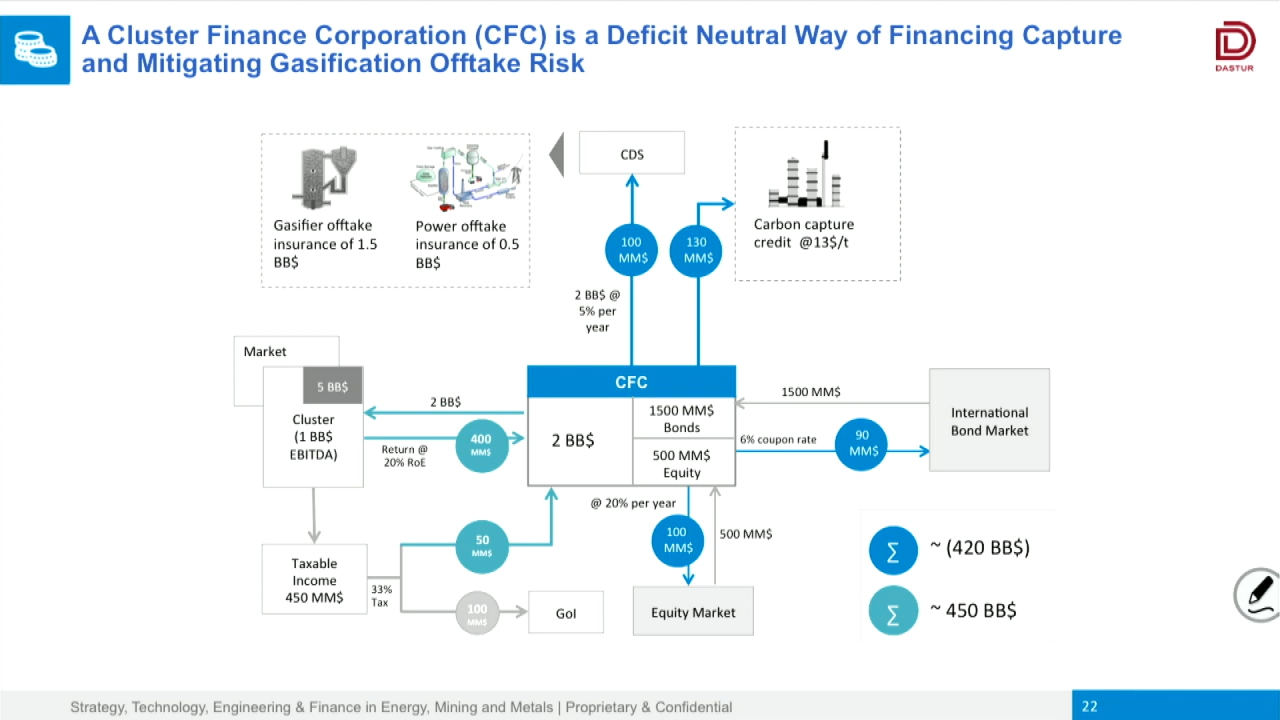 A Cluster Finance Corporation (CFC) is a Deficit Neutral Way of Financing Capture
and Mitigating Gasification Offtake Risk
DASTUR
Gasifier offtake
insurance of 1.5
BB$
Power offtake
insurance of 0.5
BB$
CDS
Carbon capture
credit @13$/t
100
MM$
130
MM$
2 BB$ @
5% per
year
Market
5 BB$
Cluster
(1 BB$
EBITDA)
2 BB$
400
MM$
Return @
20% RoE
CFC
2 BB$
1500 MM$
Bonds
500 MM$
Equity
1500 MM$
6% coupon rate
90
MM$
International
Bond Market
@ 20% per year
100
MM$
500 MM$
Equity Market
Taxable
Income
450 MM$
33%
Tax
50
MM$
100
MM$
GoI
∑
~ (420 BB$)
∑
~ 450 BB$
Strategy, Technology, Engineering & Finance in Energy, Mining and Metals | Proprietary & Confidential
22